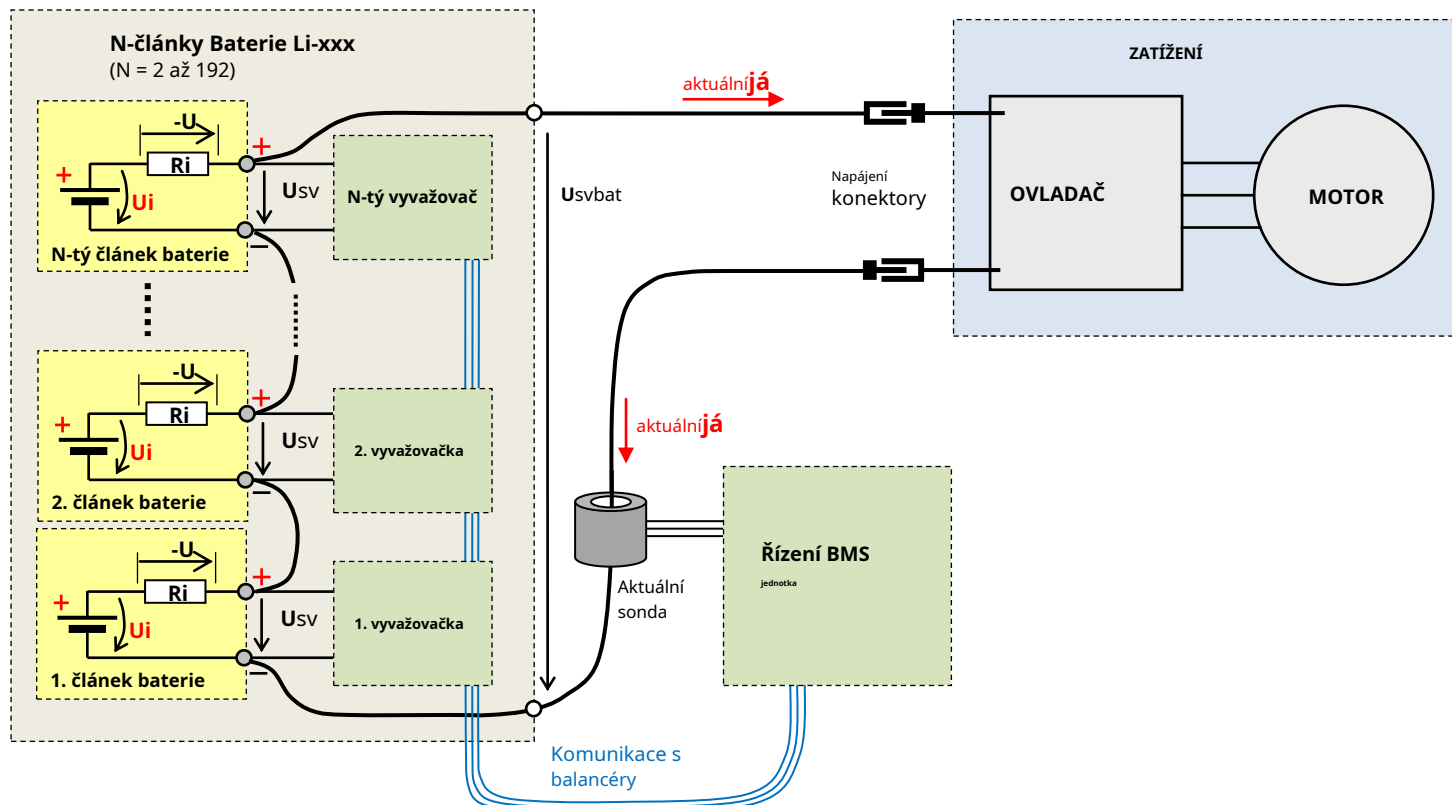 N-články Baterie Li-xxx
(N = 2 až 192)
-U
Ri
+
+
Ui
Usv
−
N-tý článek baterie
N-tý vyvažovač
-U
Ri
+
+
Ui
Usv
−
2. článek baterie
2. vyvažovačka
-U
Ri
+
+
Ui
Usv
−
1. článek baterie
1. vyvažovačka
Usvbat
aktuálníjá
Napájení
konektory
ZATÍŽENÍ
OVLADAČ
MOTOR
aktuálníjá
Aktuální
sonda
Řízení BMS
jednotka
Komunikace s
balancéry